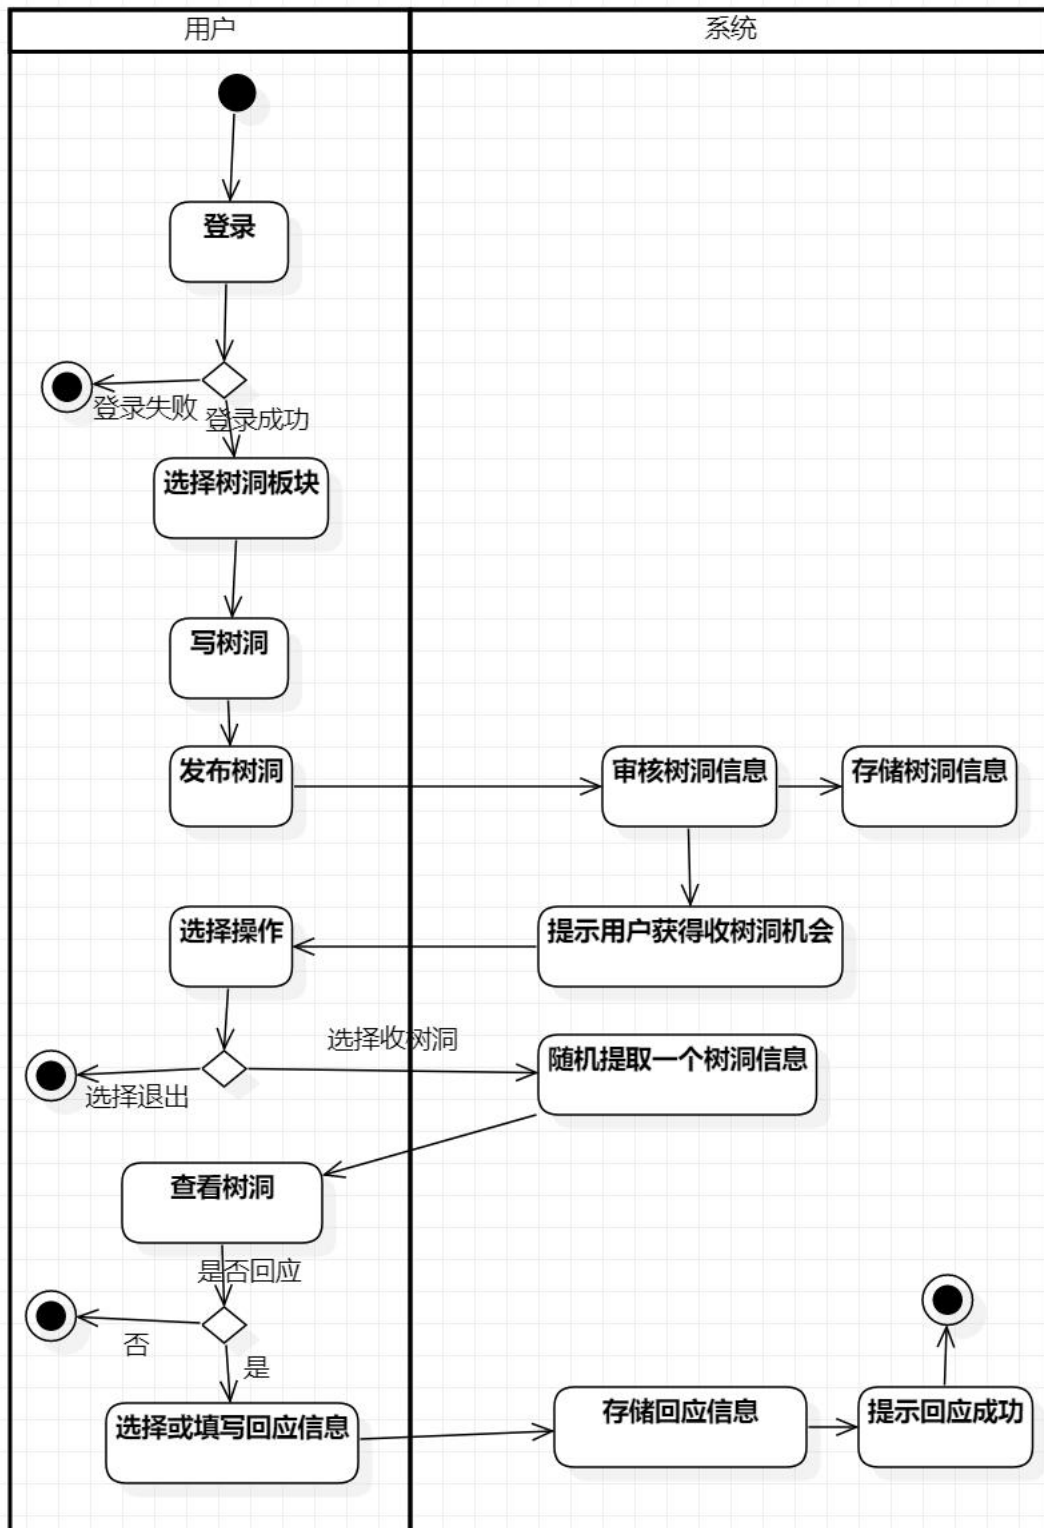 用户
系统
登录
登录失败
登录成功
选择树洞板块
写树洞
发布树洞
审核树洞信息
存储树洞信息
选择操作
提示用户获得收树洞机会
选择收树洞
随机提取一个树洞信息
选择退出
查看树洞
是否回应
否
是
选择或填写回应信息
存储回应信息
提示回应成功